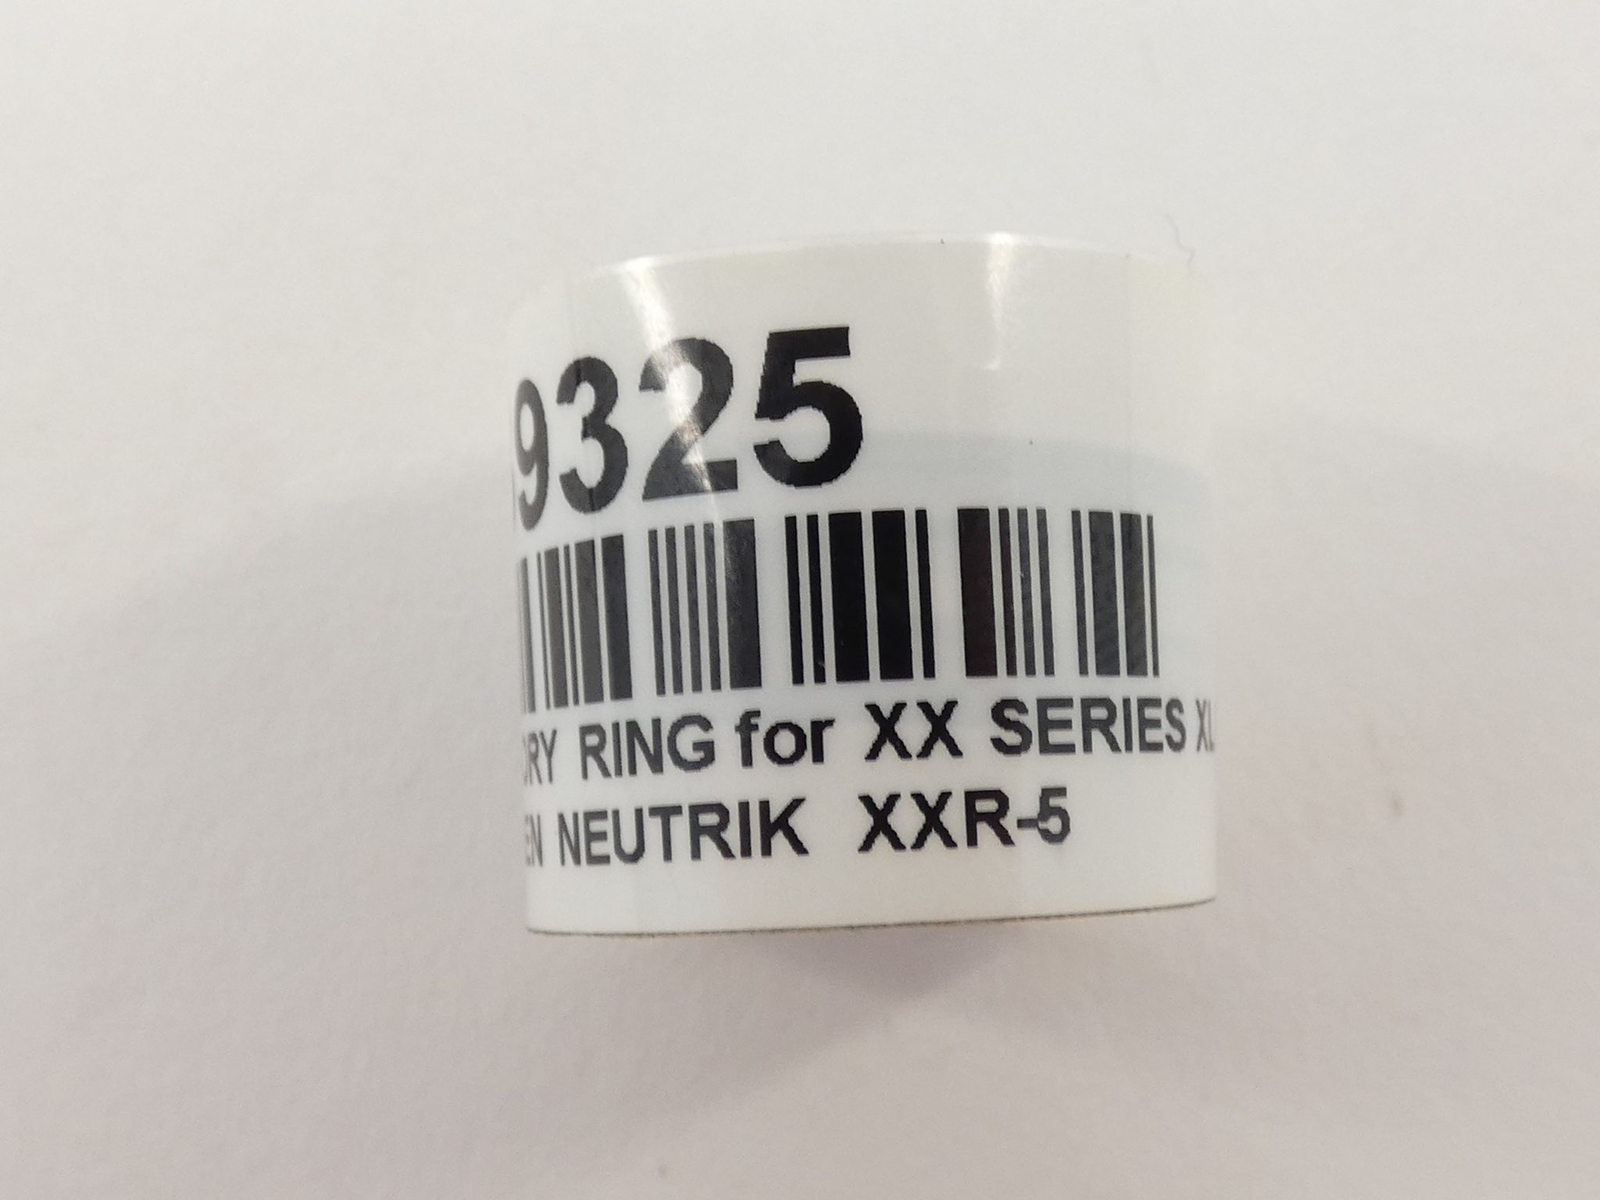 9325
RING for XX SERIES
NEUTRIK XXR-5